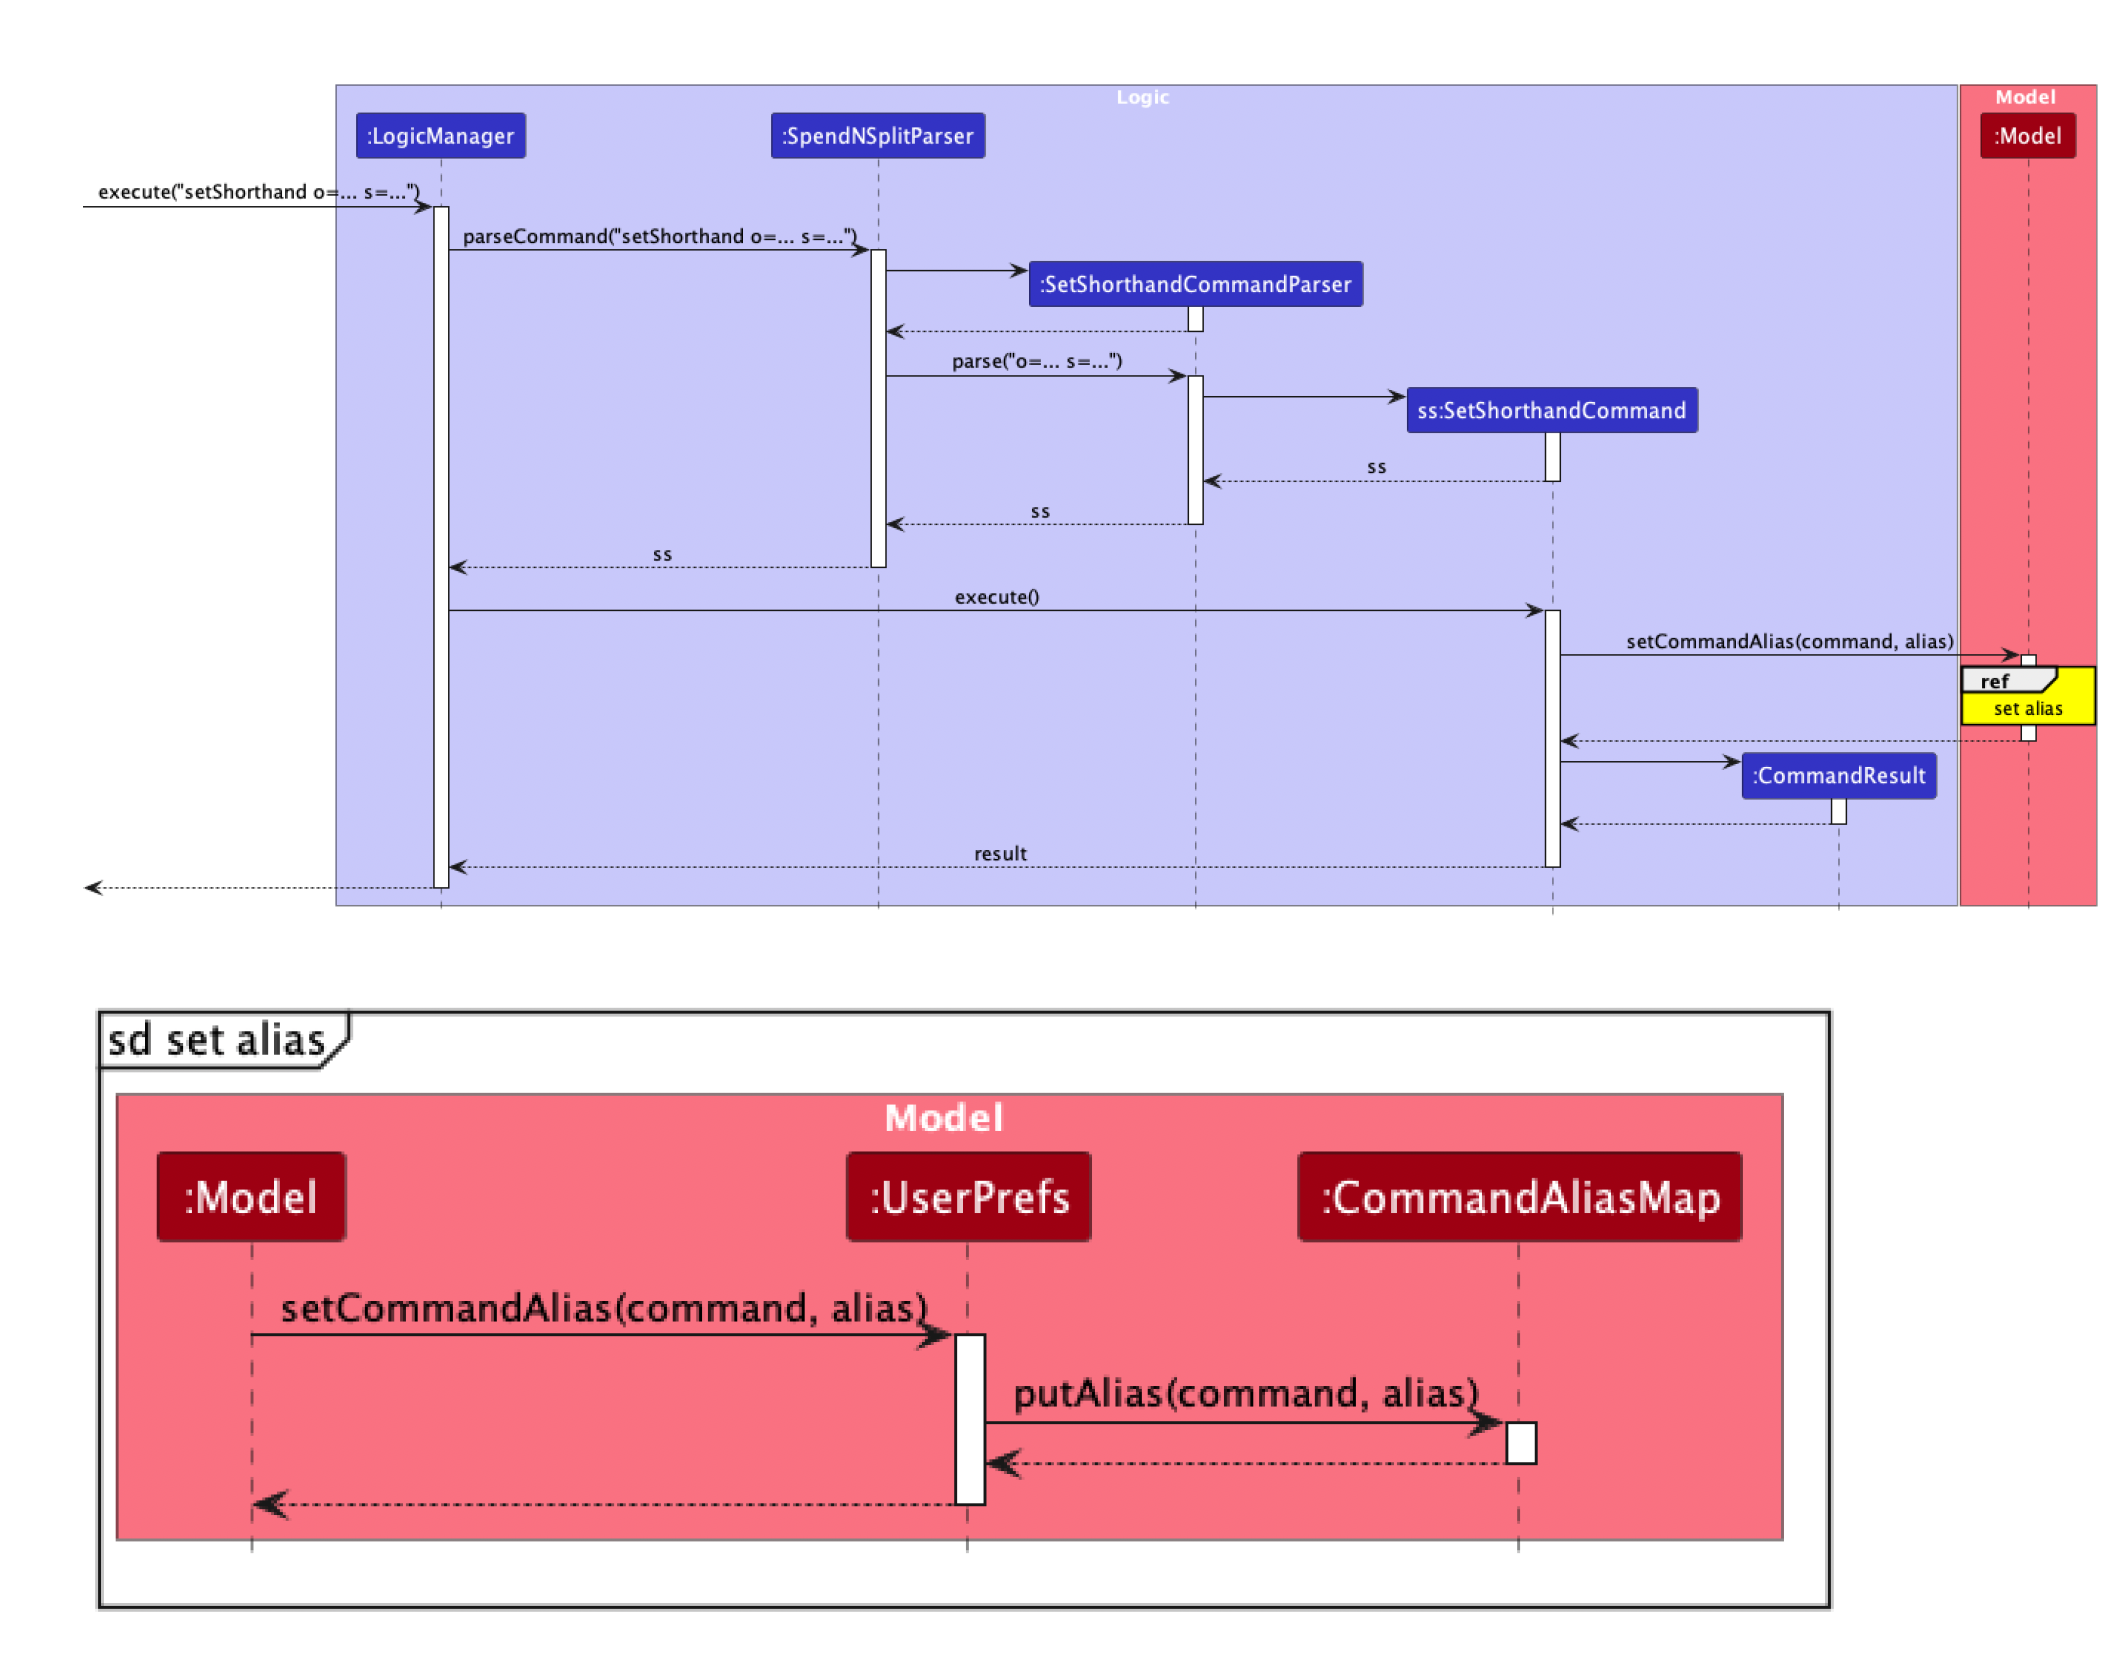 Logic
Model
:LogicManager
:SpendNSplitParser
:Model
execute("setShorthand o=... s=...")
parseCommand("setShorthand o=... s=...")
:SetShorthandCommandParser
parse("o=... s=...")
ss:SetShorthandCommand
ss
ss
ss
execute()
setCommandAlias(command, alias)
ref
set alias
:CommandResult
result
sd set alias
Model
:Model
:UserPrefs
:CommandAliasMap
setCommandAlias(command, alias)
putAlias(command, alias)